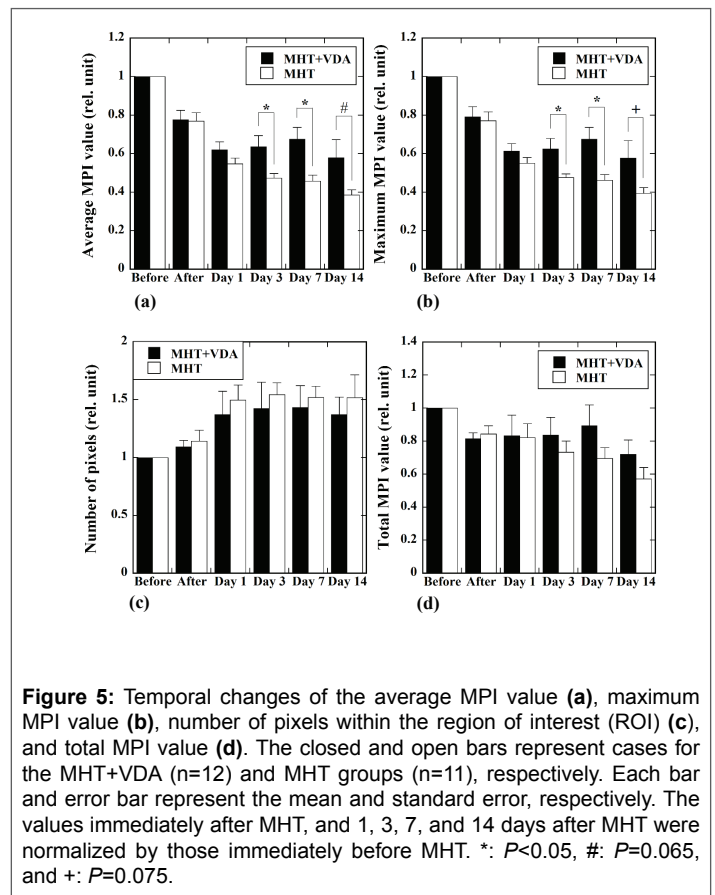 1.2
1
0.8
0.6
0.4
0.2
0
Average MPI value (rel. unit)
MHT+VDA
MHT
* * #
Before After Day 1 Day 3 Day 7 Day 14
(a)
1.2
1
0.8
0.6
0.4
0.2
0
Maximum MPI value (rel. unit)
MHT+VDA
MHT
* * +
Before After Day 1 Day 3 Day 7 Day 14
(b)
2
1.5
1
0.5
0
Number of pixels (rel. unit)
MHT+VDA
MHT
Before After Day 1 Day 3 Day 7 Day 14
(c)
1.4
1.2
1
0.8
0.6
0.4
0.2
0
Total MPI value (rel. unit)
MHT+VDA
MHT
Before After Day 1 Day 3 Day 7 Day 14
(d)
Figure 5: Temporal changes of the average MPI value (a), maximum
MPI value (b), number of pixels within the region of interest (ROI) (c),
and total MPI value (d). The closed and open bars represent cases for
the MHT+VDA (n=12) and MHT groups (n=11), respectively. Each bar
and error bar represent the mean and standard error, respectively. The
values immediately after MHT, and 1, 3, 7, and 14 days after MHT were
normalized by those immediately before MHT. *: P<0.05, #: P=0.065,
and +: P=0.075.